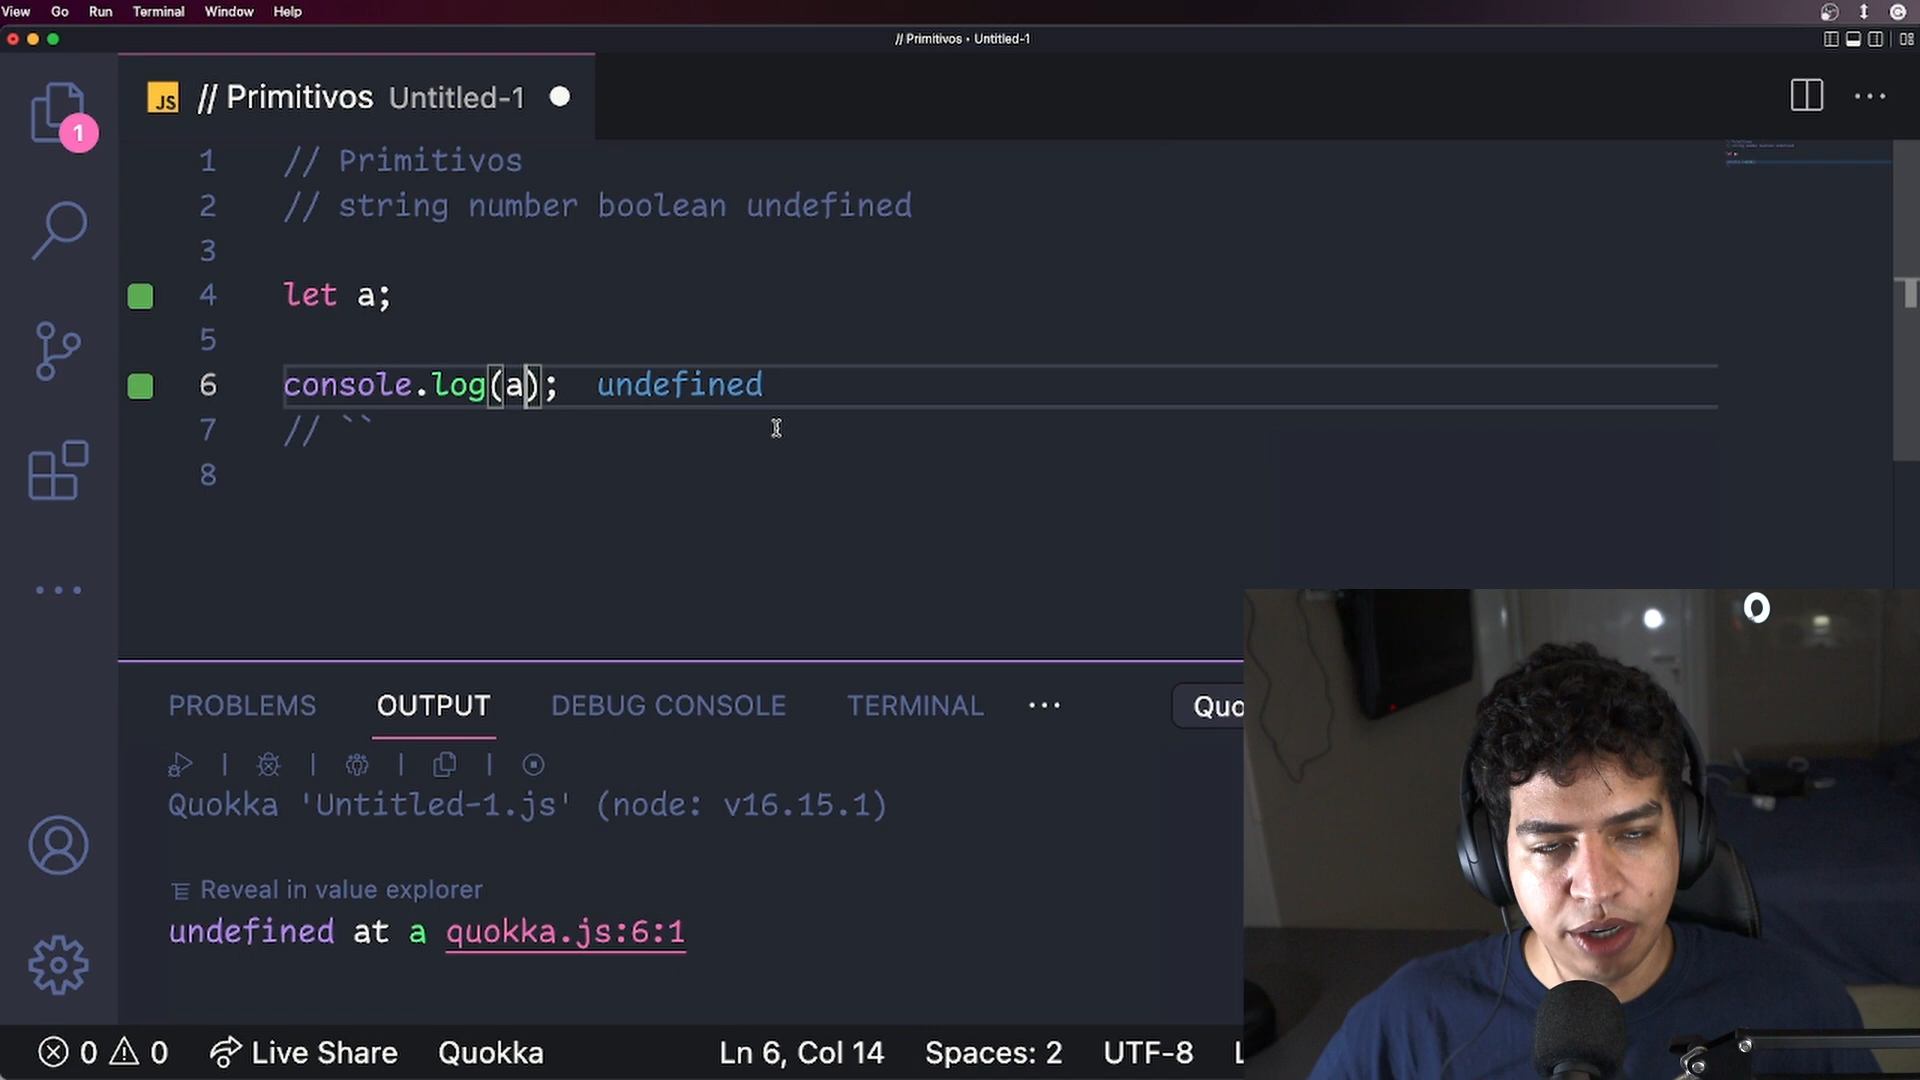 View Go Run Terminal Window Help
// Primitivos • Untitled-1
JS // Primitivos Untitled-1
1
1 // Primitivos
2 // string number boolean undefined
3
4 let a;
5
6 console.log(a); undefined
7 // ``
8
PROBLEMS OUTPUT DEBUG CONSOLE TERMINAL ··· Quo
Quokka 'Untitled-1.js' (node: v16.15.1)
Reveal in value explorer
undefined at a quokka.js:6:1
0 0 Live Share Quokka Ln 6, Col 14 Spaces: 2 UTF-8 L